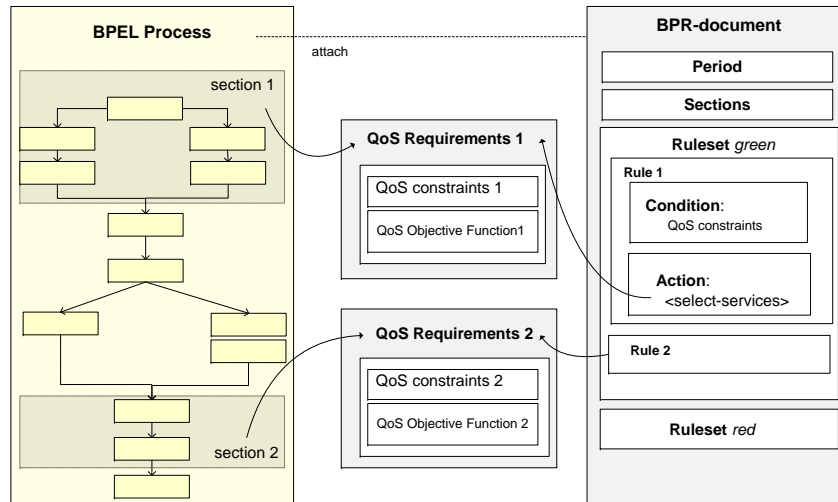 BPEL Process
section 1
section 2
attach
QoS Requirements 1
QoS constraints 1
QoS Objective Function1
QoS Requirements 2
QoS constraints 2
QoS Objective Function 2
BPR-document
Period
Sections
Ruleset green
Rule 1
Condition:
QoS constraints
Action:
<select-services>
Rule 2
Ruleset red